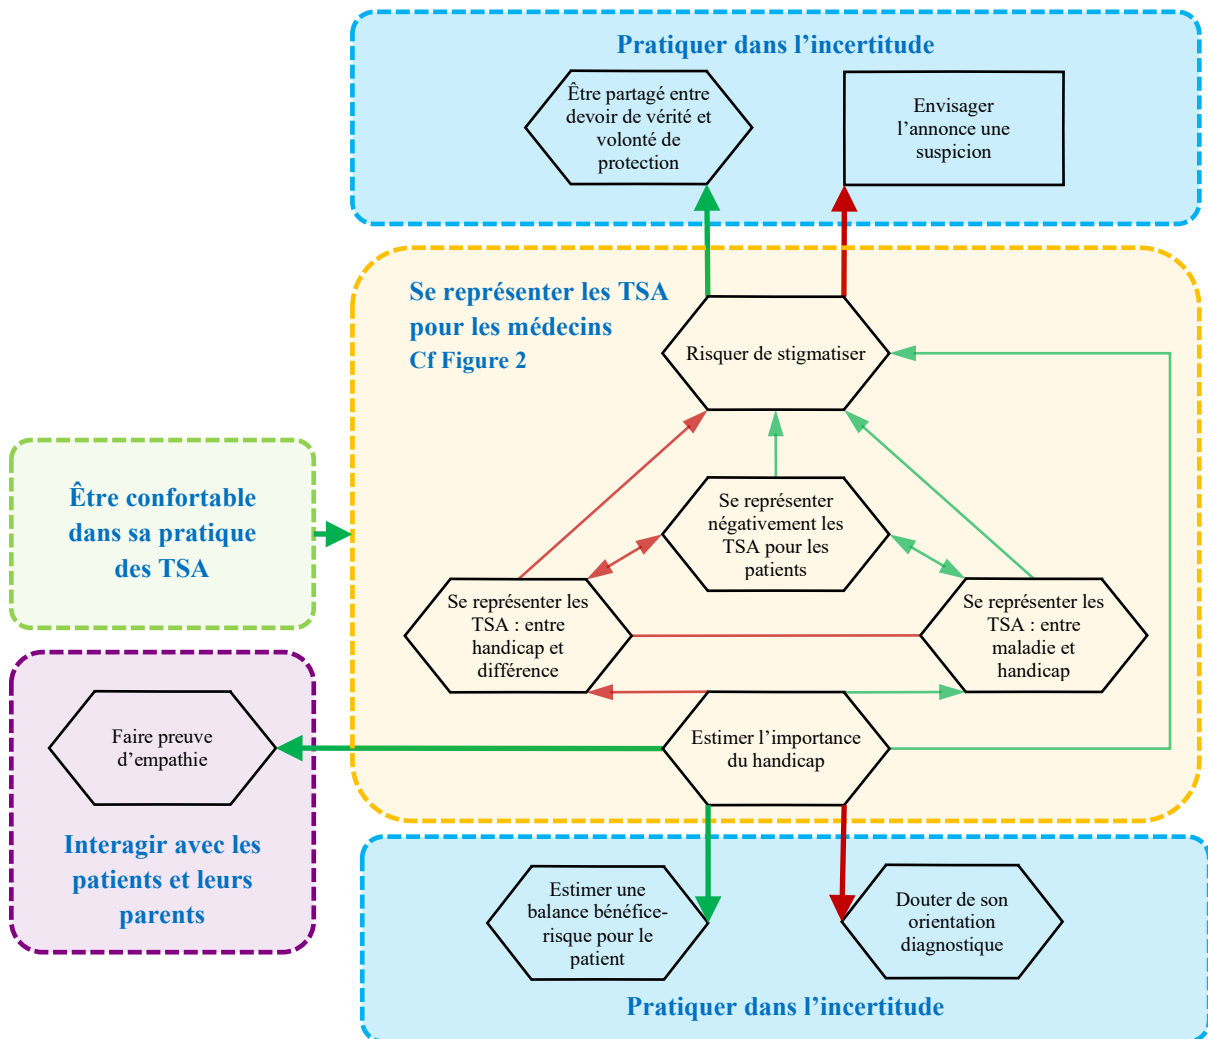 Pratiquer dans l’incertitude
Être partagé entre
devoir de vérité et
volonté de
protection
Envisager
l’annonce une
suspicion
Se représenter les TSA
pour les médecins
Cf Figure 2
Risquer de stigmatiser
Être confortable
dans sa pratique
des TSA
Se représenter
négativement les
TSA pour les
patients
Se représenter les
TSA : entre
handicap et
différence
Se représenter les
TSA : entre
maladie et
handicap
Faire preuve
d’empathie
Estimer l’importance
du handicap
Interagir avec les
patients et leurs
parents
Estimer une
balance bénéfice-
risque pour le
patient
Douter de son
orientation
diagnostique
Pratiquer dans l’incertitude